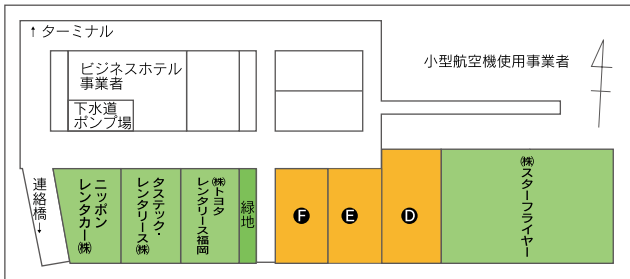 ↑ターミナル
小型航空機使用事業者
ビジネスホテル
事業者
下水道
ポンプ場
連絡橋→
ニッポン
レンタカー㈱
タステック・
レンタリース㈱
㈱トヨタ
レンタリース福岡
緑地
F
E
D
㈱スターフライヤー